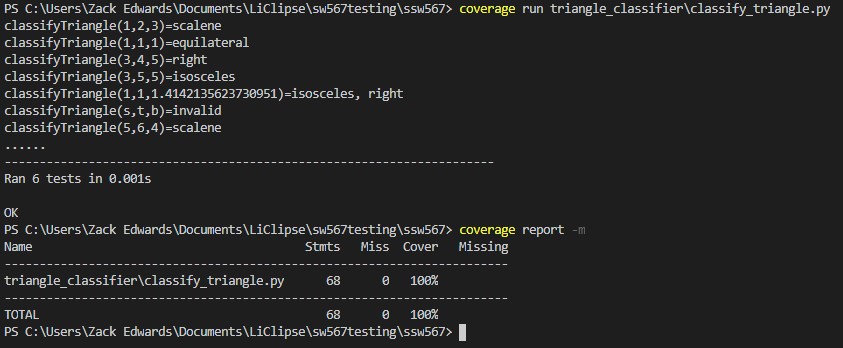 PS C:\Users\Zack Edwards\Documents\LiClipse\sw567testing\ssw567> coverage run triangle_classifier\classify_triangle.py
classifyTriangle(1,2,3)=scalene
classifyTriangle(1,1,1)=equilateral
classifyTriangle(3,4,5)=right
classifyTriangle(3,5,5)=isosceles
classifyTriangle(1,1,1.4142135623730951)=isosceles, right
classifyTriangle(s,t,b)=invalid
classifyTriangle(5,6,4)=scalene
......
----------------------------------------------------------------------
Ran 6 tests in 0.001s
OK
PS C:\Users\Zack Edwards\Documents\LiClipse\sw567testing\ssw567> coverage report -m
Name                                       Stmts   Miss  Cover   Missing
------------------------------------------------------------------------
triangle_classifier\classify_triangle.py      68      0   100%
------------------------------------------------------------------------
TOTAL                                         68      0   100%
PS C:\Users\Zack Edwards\Documents\LiClipse\sw567testing\ssw567>